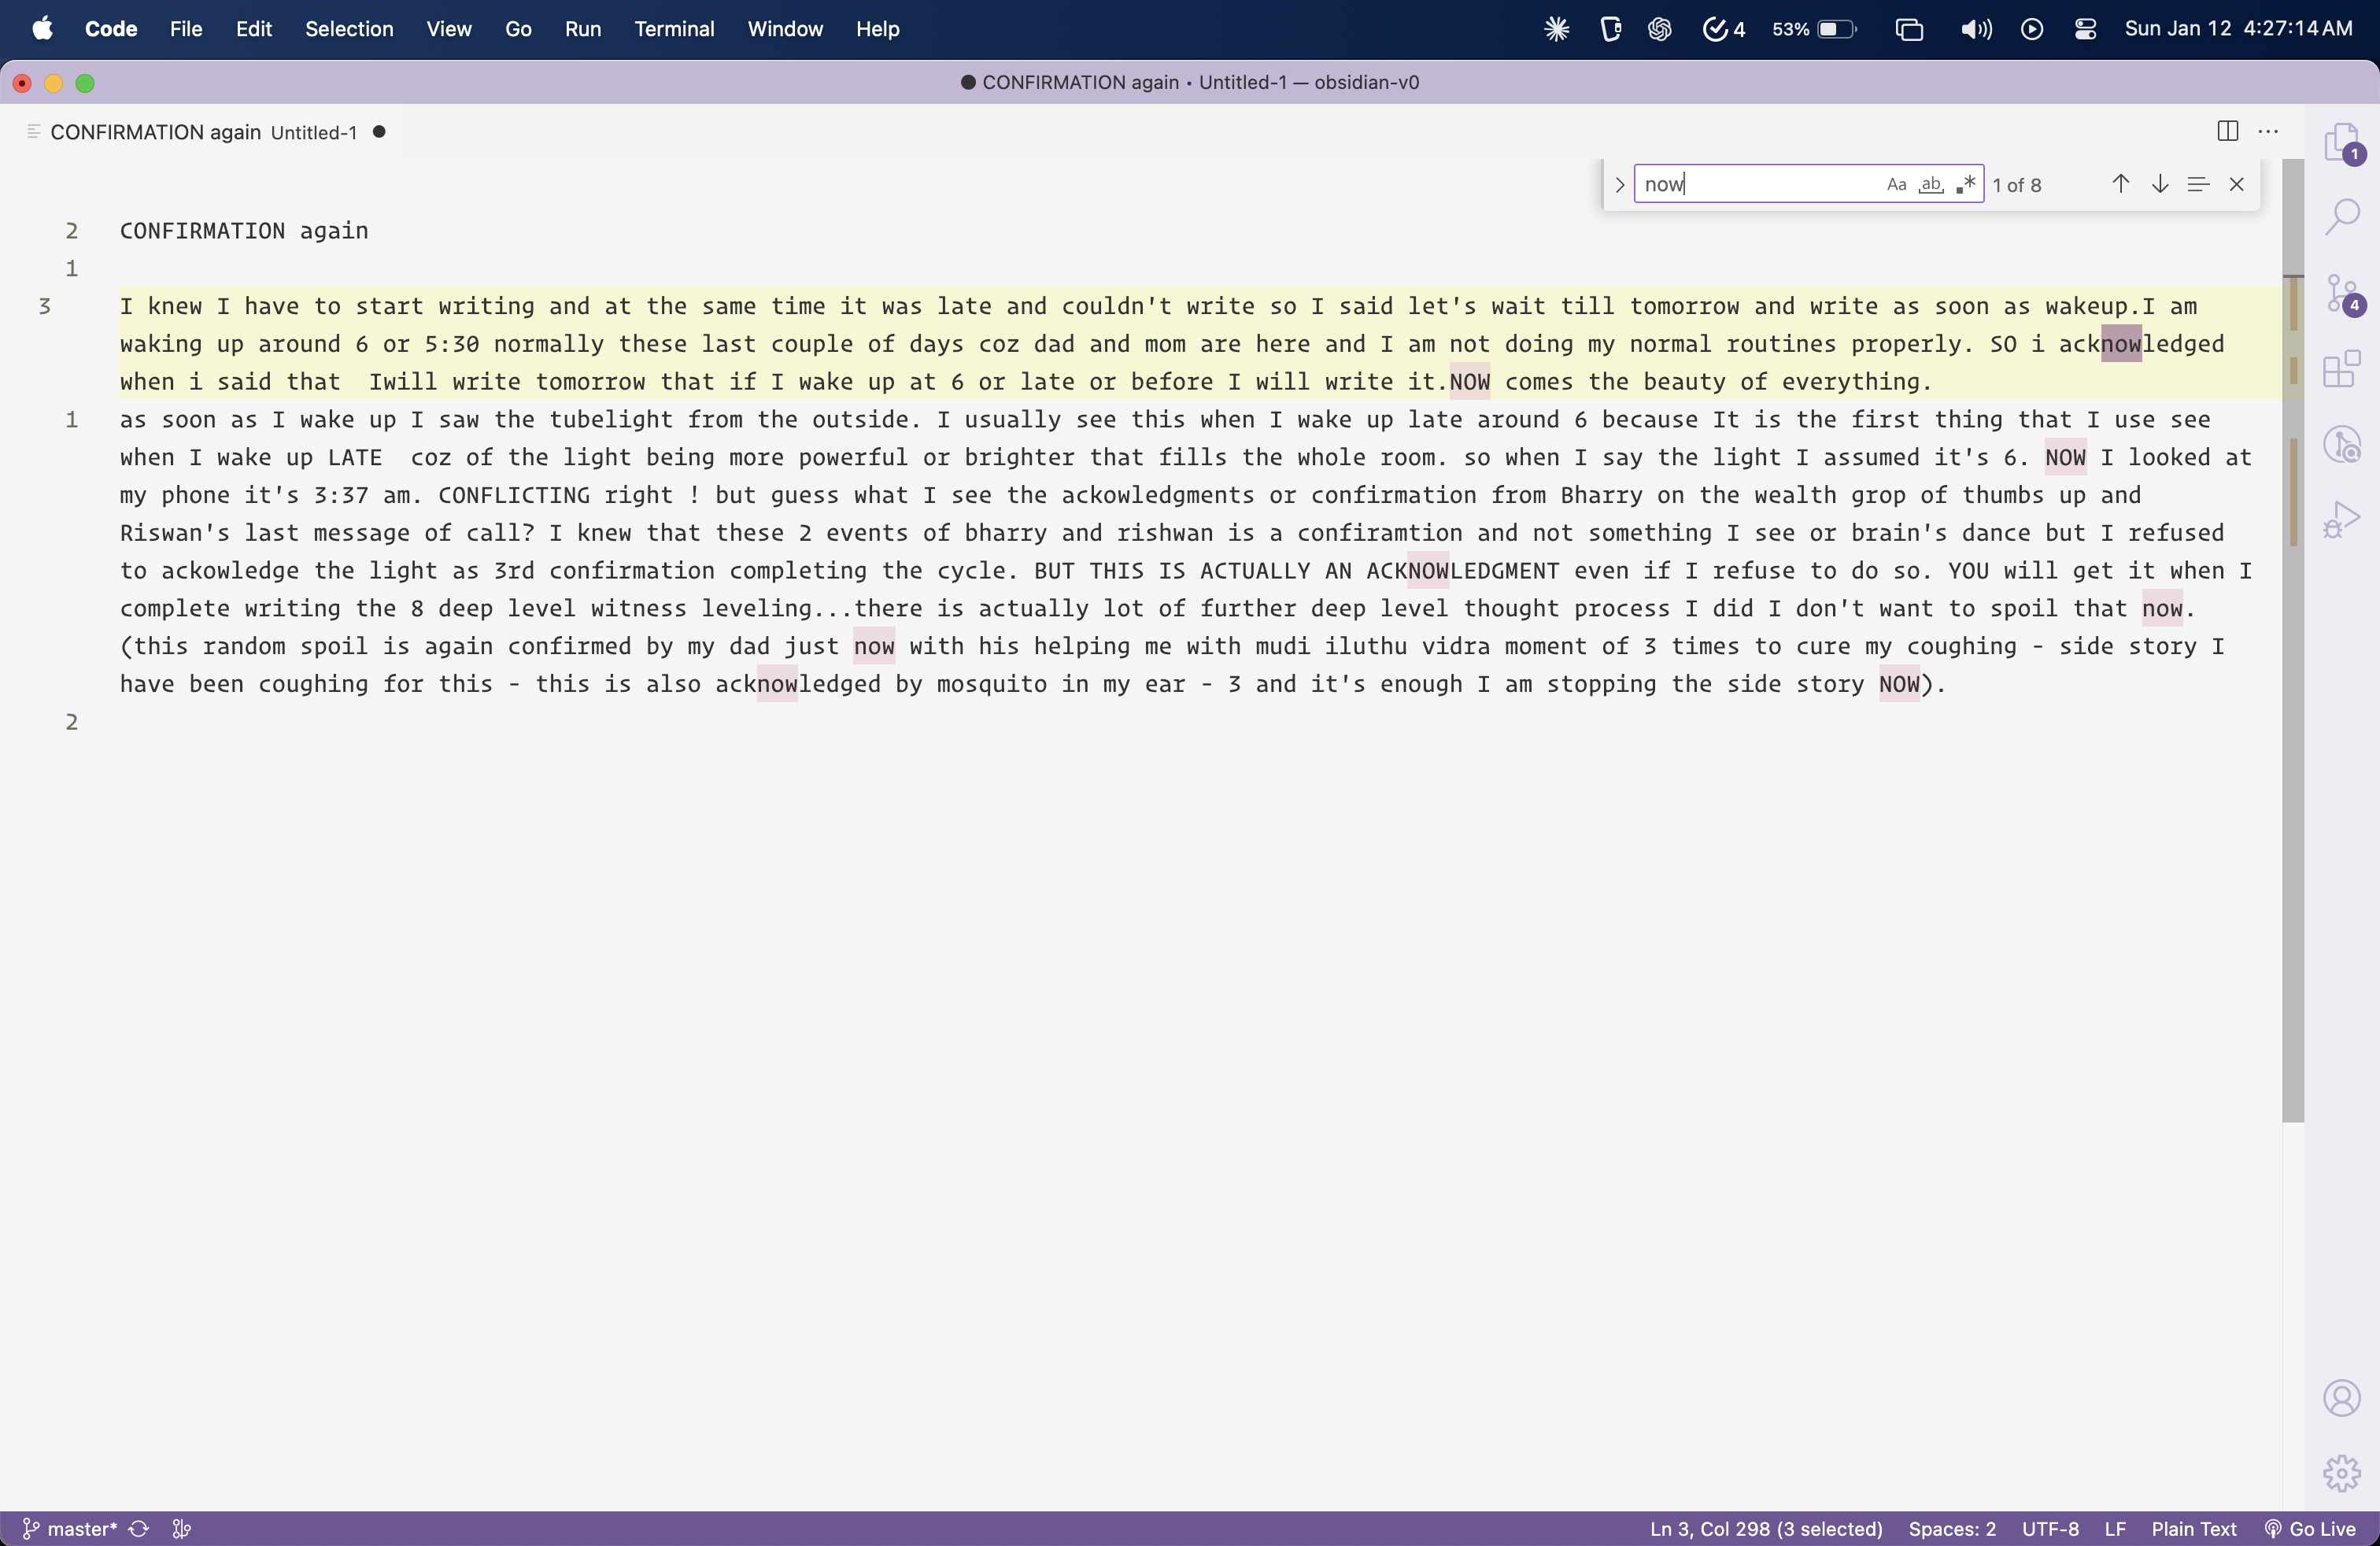 Code File Edit Selection View Go Run Terminal Window Help 4 53% Sun Jan 12 4:27:14 AM
CONFIRMATION again • Untitled-1 — obsidian-v0
CONFIRMATION again Untitled-1
now Aa ab 1 of 8
2 CONFIRMATION again
1
3 I knew I have to start writing and at the same time it was late and couldn't write so I said let's wait till tomorrow and write as soon as wakeup.I am
waking up around 6 or 5:30 normally these last couple of days coz dad and mom are here and I am not doing my normal routines properly. SO i acknowledged
when i said that  Iwill write tomorrow that if I wake up at 6 or late or before I will write it.NOW comes the beauty of everything.
1 as soon as I wake up I saw the tubelight from the outside. I usually see this when I wake up late around 6 because It is the first thing that I use see
when I wake up LATE  coz of the light being more powerful or brighter that fills the whole room. so when I say the light I assumed it's 6. NOW I looked at
my phone it's 3:37 am. CONFLICTING right ! but guess what I see the ackowledgments or confirmation from Bharry on the wealth grop of thumbs up and
Riswan's last message of call? I knew that these 2 events of bharry and rishwan is a confiramtion and not something I see or brain's dance but I refused
to ackowledge the light as 3rd confirmation completing the cycle. BUT THIS IS ACTUALLY AN ACKNOWLEDGMENT even if I refuse to do so. YOU will get it when I
complete writing the 8 deep level witness leveling...there is actually lot of further deep level thought process I did I don't want to spoil that now.
(this random spoil is again confirmed by my dad just now with his helping me with mudi iluthu vidra moment of 3 times to cure my coughing - side story I
have been coughing for this - this is also acknowledged by mosquito in my ear - 3 and it's enough I am stopping the side story NOW).
2
1
4
master* Ln 3, Col 298 (3 selected) Spaces: 2 UTF-8 LF Plain Text Go Live